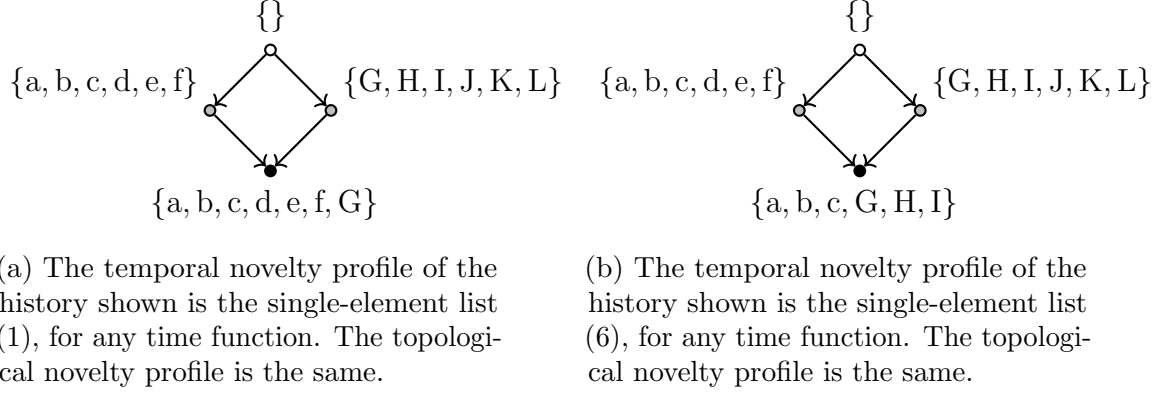 {}
{a, b, c, d, e, f} {G, H, I, J, K, L}
{a, b, c, d, e, f, G}
(a) The temporal novelty profile of the
history shown is the single-element list
(1), for any time function. The topologi-
cal novelty profile is the same.
{}
{a, b, c, d, e, f} {G, H, I, J, K, L}
{a, b, c, G, H, I}
(b) The temporal novelty profile of the
history shown is the single-element list
(6), for any time function. The topologi-
cal novelty profile is the same.